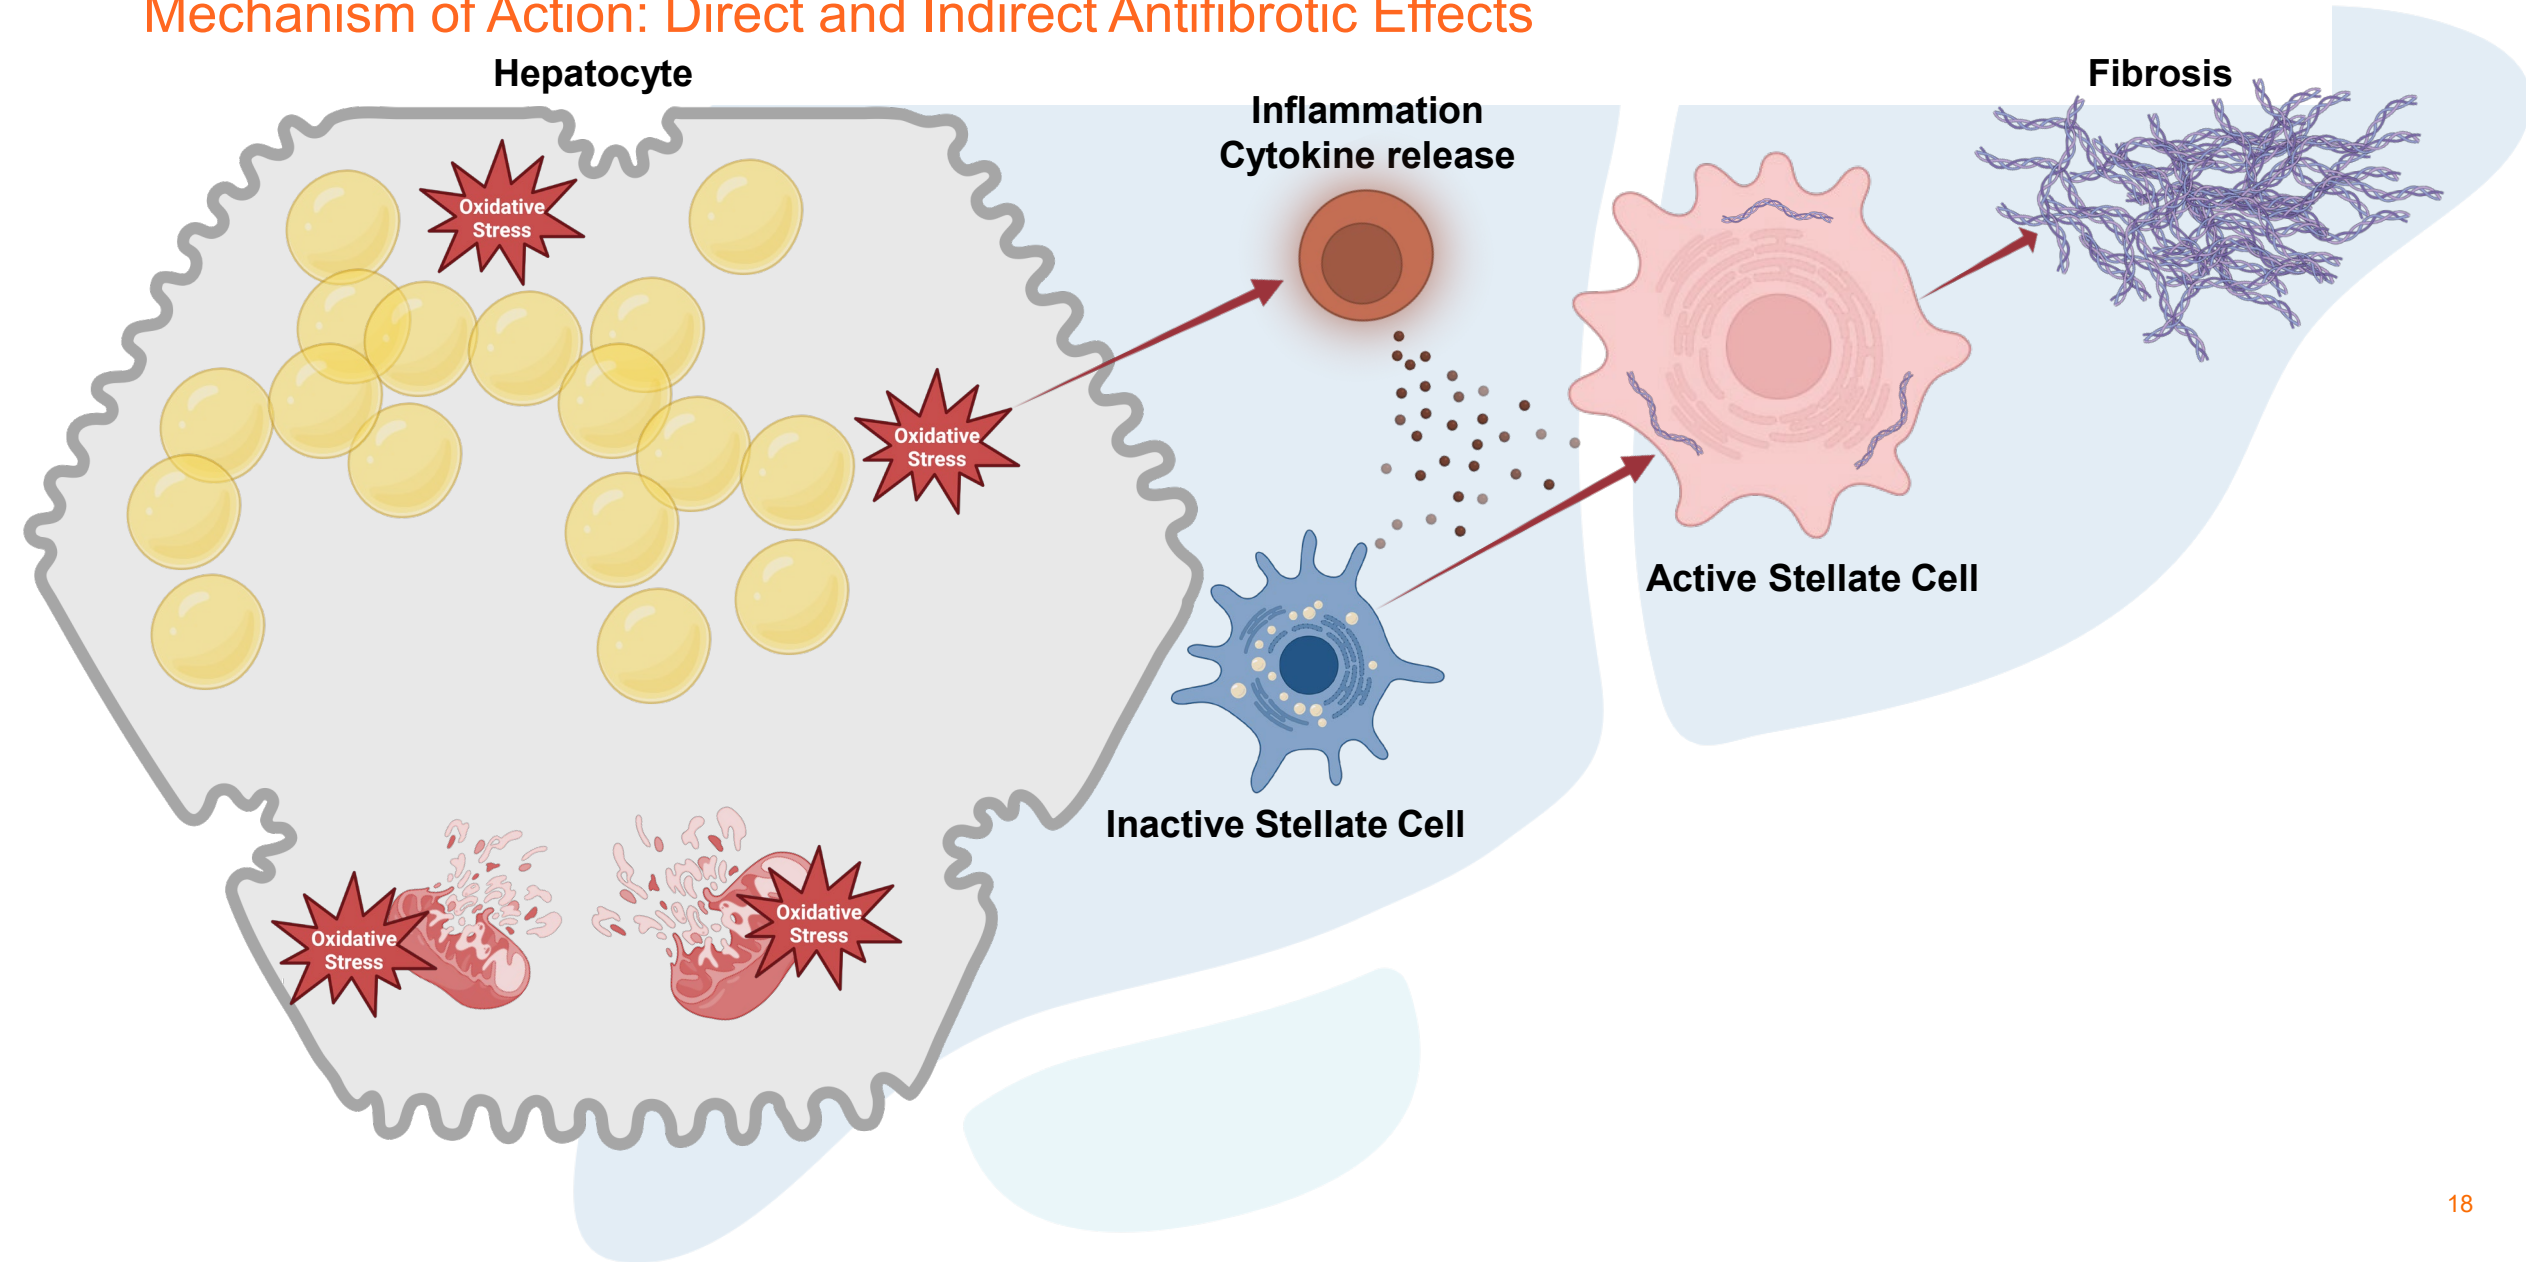 Mechanism of Action: Direct and Indirect Antifibrotic Effects
Hepatocyte
Fibrosis
Inflammation
Cytokine release
Oxidative
Stress
Oxidative
Stress
Active Stellate Cell
Inactive Stellate Cell
Oxidative
Stress
Oxidative
Stress
18